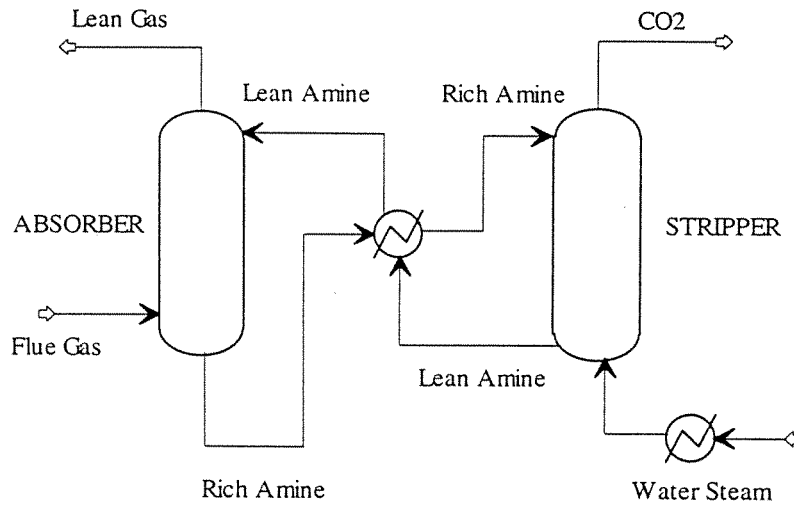 Lean Gas
CO2
Lean Amine
Rich Amine
ABSORBER
STRIPPER
Flue Gas
Lean Amine
Rich Amine
Water Steam